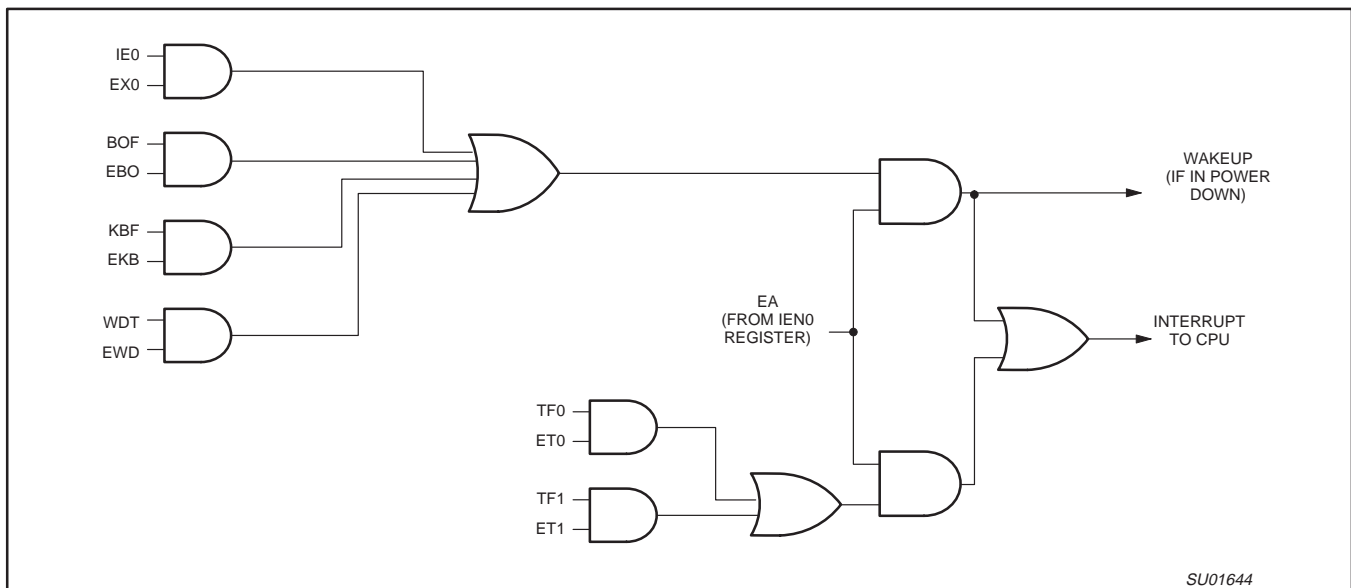 IE0
EX0
BOF
EBO
KBF
EKB
WDT
EWD
WAKEUP
(IF IN POWER
DOWN)
EA
(FROM IEN0
REGISTER)
INTERRUPT
TO CPU
TF0
ET0
TF1
ET1
SU01644